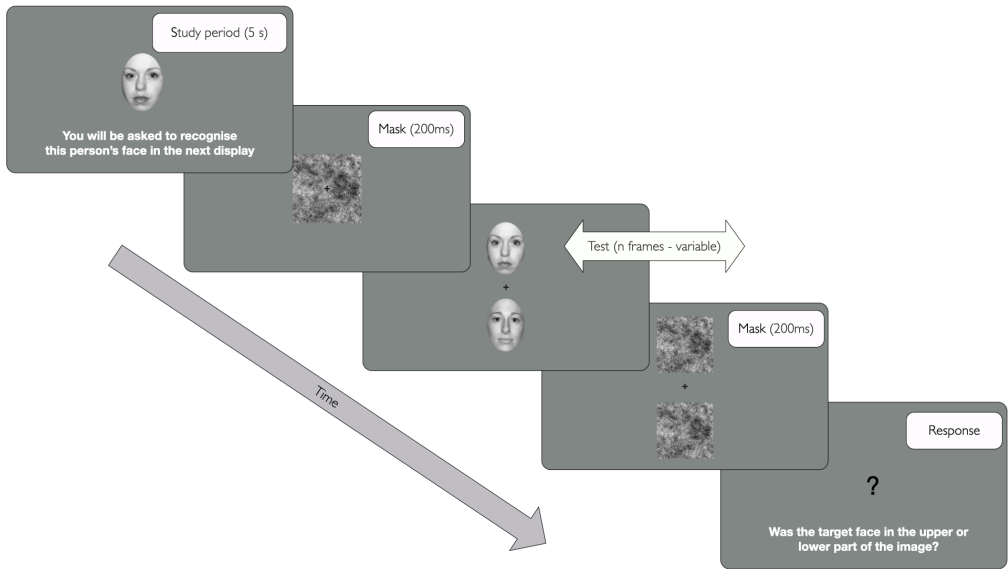 Study period (5 s)
You will be asked to recognise
this person's face in the next display
Mask (200ms)
+
Test (n frames - variable)
+
Mask (200ms)
+
Time
Response
?
Was the target face in the upper or
lower part of the image?